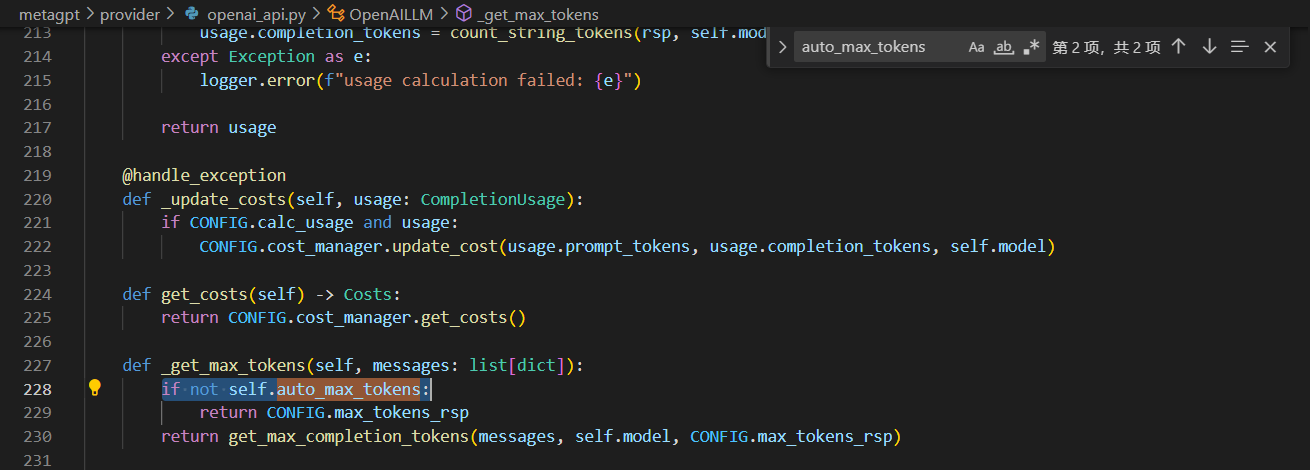 metagpt > provider > openai_api.py > OpenAILLM > _get_max_tokens
auto_max_tokens Aa ab .* 第 2 项，共 2 项
213 usage.completion_tokens = count_string_tokens(rsp, self.mod
214 except Exception as e:
215 logger.error(f"usage calculation failed: {e}")
216
217 return usage
218
219 @handle_exception
220 def _update_costs(self, usage: CompletionUsage):
221 if CONFIG.calc_usage and usage:
222 CONFIG.cost_manager.update_cost(usage.prompt_tokens, usage.completion_tokens, self.model)
223
224 def get_costs(self) -> Costs:
225 return CONFIG.cost_manager.get_costs()
226
227 def _get_max_tokens(self, messages: list[dict]):
228 if not self.auto_max_tokens:
229 return CONFIG.max_tokens_rsp
230 return get_max_completion_tokens(messages, self.model, CONFIG.max_tokens_rsp)
231